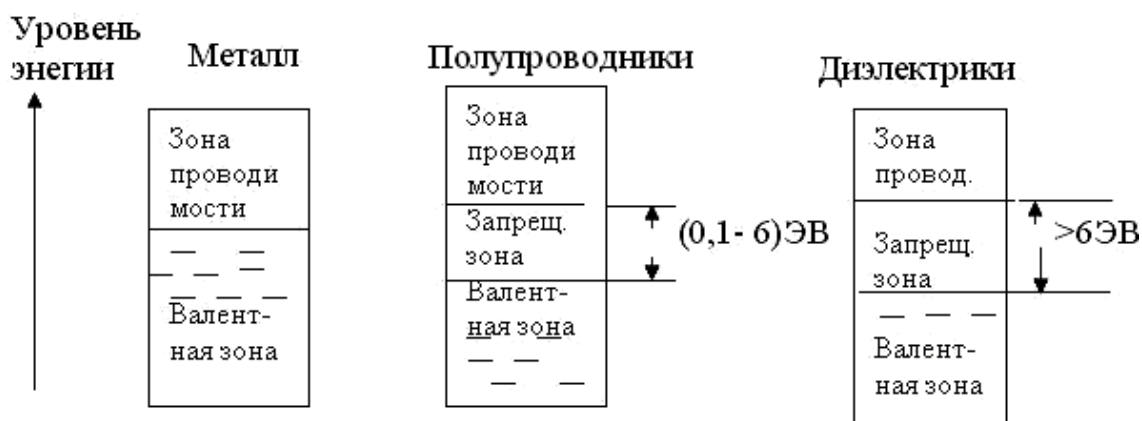 Уровень
энегии
Металл
Зона
проводи
мости
Валент-
ная зона
Полупроводники
Зона
проводи
мости
Запрещ.
зона
Валент-
ная зона
(0,1- 6)ЭВ
Диэлектрики
Зона
провод.
Запрещ.
зона
Валент-
ная зона
>6ЭВ